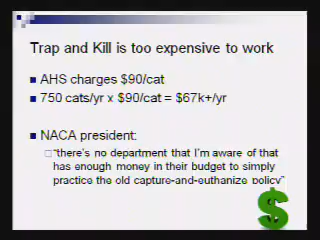 Trap and Kill is too expensive to work
AHS charges $90/cat
750 cats/yr x $90/cat = $67k+/yr
NACA president:
"there's no department that I'm aware of that
has enough money in their budget to simply
practice the old capture-and-euthanize policy"
$